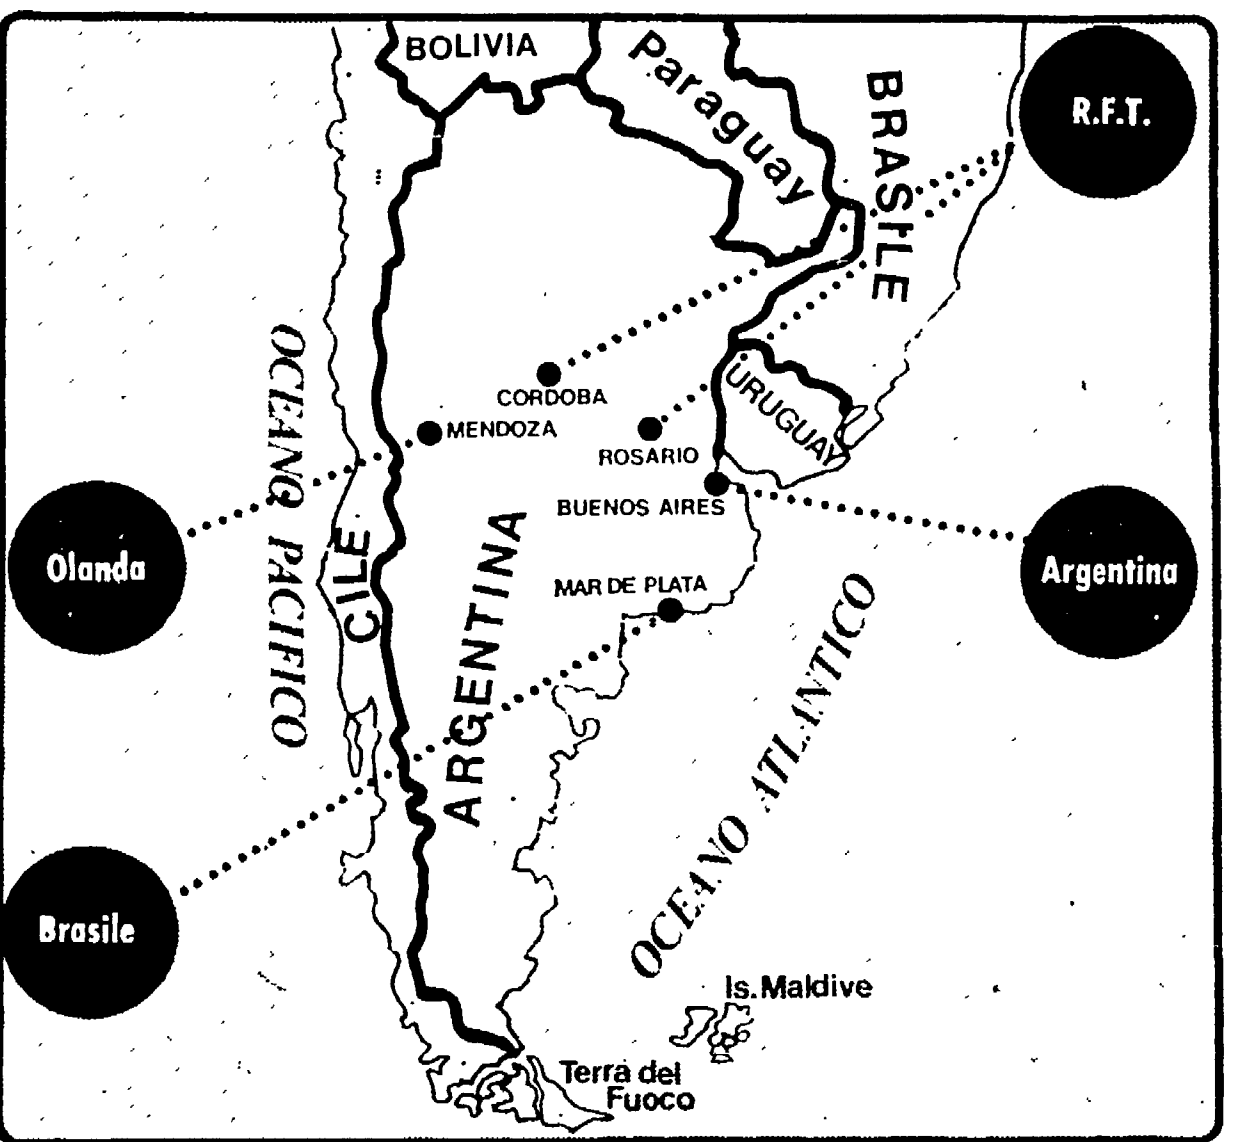 BOLIVIA
Paraguay
BRASILE
R.F.T.
CORDOBA
MENDOZA
ROSARIO
URUGUAY
BUENOS AIRES
OCEANO PACIFICO
Olanda
CILE
ARGENTINA
MAR DE PLATA
Argentina
OCEANO ATLANTICO
Brasile
Is. Maldive
Terra del
Fuoco